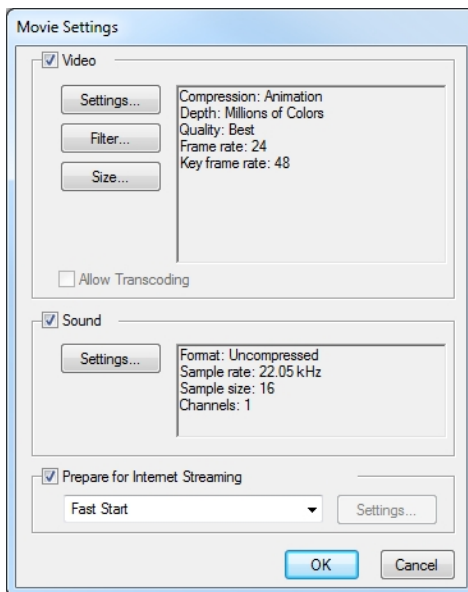 Movie Settings
Video
Settings...
Filter...
Size...
Compression: Animation
Depth: Millions of Colors
Quality: Best
Frame rate: 24
Key frame rate: 48
Allow Transcoding
Sound
Settings...
Format: Uncompressed
Sample rate: 22.05 kHz
Sample size: 16
Channels: 1
Prepare for Internet Streaming
Fast Start
Settings...
OK
Cancel